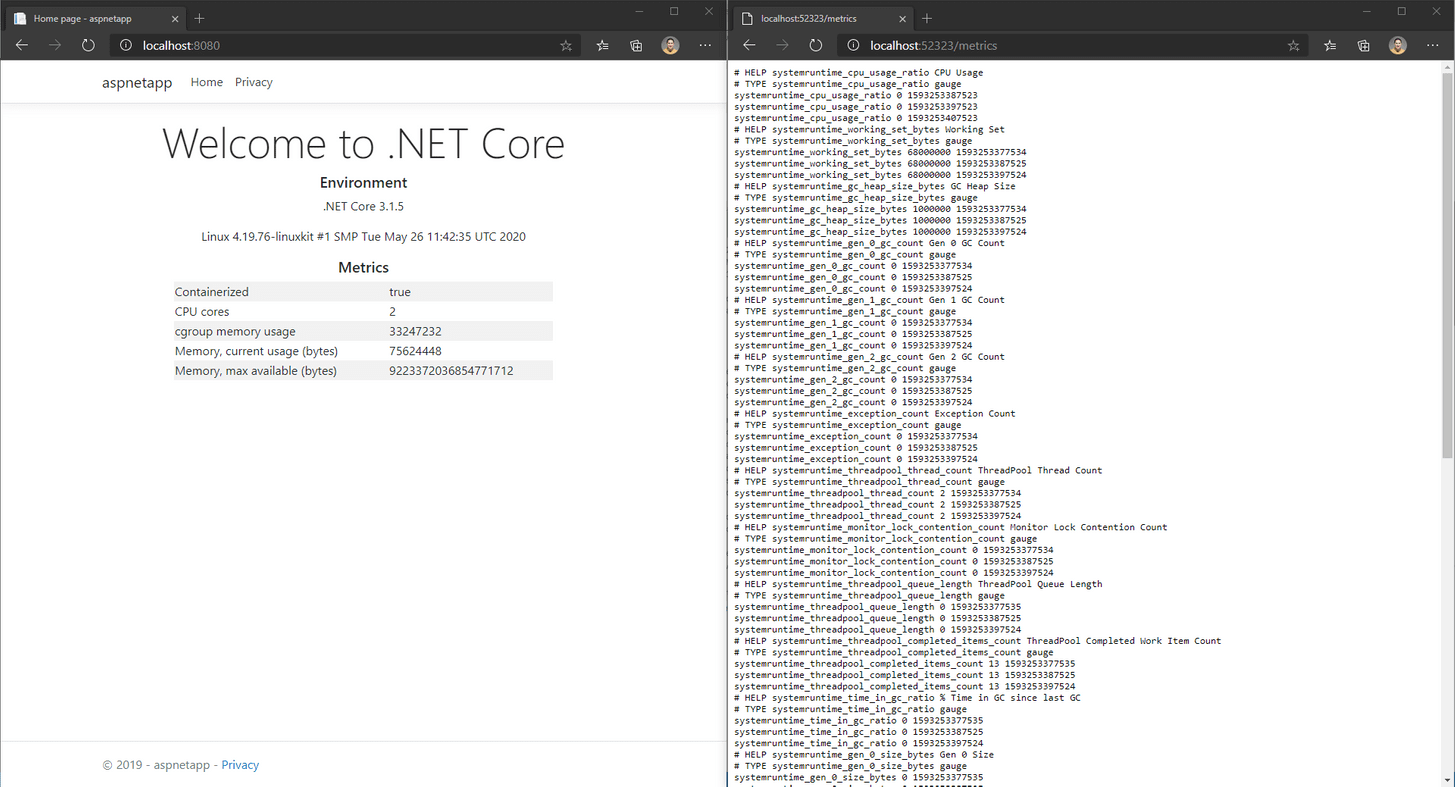 Home page - aspnetapp
localhost:8080
aspnetapp Home Privacy
Welcome to .NET Core
Environment
.NET Core 3.1.5
Linux 4.19.76-linuxkit #1 SMP Tue May 26 11:42:35 UTC 2020
Metrics
Containerized true
CPU cores 2
cgroup memory usage 33247232
Memory, current usage (bytes) 75624448
Memory, max available (bytes) 9223372036854771712
© 2019 - aspnetapp - Privacy
localhost:52323/metrics
localhost:52323/metrics
# HELP systemruntime_cpu_usage_ratio CPU Usage
# TYPE systemruntime_cpu_usage_ratio gauge
systemruntime_cpu_usage_ratio 0 1593253387523
systemruntime_cpu_usage_ratio 0 1593253397523
systemruntime_cpu_usage_ratio 0 1593253407523
# HELP systemruntime_working_set_bytes Working Set
# TYPE systemruntime_working_set_bytes gauge
systemruntime_working_set_bytes 68000000 1593253377534
systemruntime_working_set_bytes 68000000 1593253387525
systemruntime_working_set_bytes 68000000 1593253397524
# HELP systemruntime_gc_heap_size_bytes GC Heap Size
# TYPE systemruntime_gc_heap_size_bytes gauge
systemruntime_gc_heap_size_bytes 1000000 1593253377534
systemruntime_gc_heap_size_bytes 1000000 1593253387525
systemruntime_gc_heap_size_bytes 1000000 1593253397524
# HELP systemruntime_gen_0_gc_count Gen 0 GC Count
# TYPE systemruntime_gen_0_gc_count gauge
systemruntime_gen_0_gc_count 0 1593253377534
systemruntime_gen_0_gc_count 0 1593253387525
systemruntime_gen_0_gc_count 0 1593253397524
# HELP systemruntime_gen_1_gc_count Gen 1 GC Count
# TYPE systemruntime_gen_1_gc_count gauge
systemruntime_gen_1_gc_count 0 1593253377534
systemruntime_gen_1_gc_count 0 1593253387525
systemruntime_gen_1_gc_count 0 1593253397524
# HELP systemruntime_gen_2_gc_count Gen 2 GC Count
# TYPE systemruntime_gen_2_gc_count gauge
systemruntime_gen_2_gc_count 0 1593253377534
systemruntime_gen_2_gc_count 0 1593253387525
systemruntime_gen_2_gc_count 0 1593253397524
# HELP systemruntime_exception_count Exception Count
# TYPE systemruntime_exception_count gauge
systemruntime_exception_count 0 1593253377534
systemruntime_exception_count 0 1593253387525
systemruntime_exception_count 0 1593253397524
# HELP systemruntime_threadpool_thread_count ThreadPool Thread Count
# TYPE systemruntime_threadpool_thread_count gauge
systemruntime_threadpool_thread_count 2 1593253377534
systemruntime_threadpool_thread_count 2 1593253387525
systemruntime_threadpool_thread_count 2 1593253397524
# HELP systemruntime_monitor_lock_contention_count Monitor Lock Contention Count
# TYPE systemruntime_monitor_lock_contention_count gauge
systemruntime_monitor_lock_contention_count 0 1593253377534
systemruntime_monitor_lock_contention_count 0 1593253387525
systemruntime_monitor_lock_contention_count 0 1593253397524
# HELP systemruntime_threadpool_queue_length ThreadPool Queue Length
# TYPE systemruntime_threadpool_queue_length gauge
systemruntime_threadpool_queue_length 0 1593253377535
systemruntime_threadpool_queue_length 0 1593253387525
systemruntime_threadpool_queue_length 0 1593253397524
# HELP systemruntime_threadpool_completed_items_count ThreadPool Completed Work Item Count
# TYPE systemruntime_threadpool_completed_items_count gauge
systemruntime_threadpool_completed_items_count 13 1593253377535
systemruntime_threadpool_completed_items_count 13 1593253387525
systemruntime_threadpool_completed_items_count 13 1593253397524
# HELP systemruntime_time_in_gc_ratio % Time in GC since last GC
# TYPE systemruntime_time_in_gc_ratio gauge
systemruntime_time_in_gc_ratio 0 1593253377535
systemruntime_time_in_gc_ratio 0 1593253387525
systemruntime_time_in_gc_ratio 0 1593253397524
# HELP systemruntime_gen_0_size_bytes Gen 0 Size
# TYPE systemruntime_gen_0_size_bytes gauge
systemruntime_gen_0_size_bytes 0 1593253377535